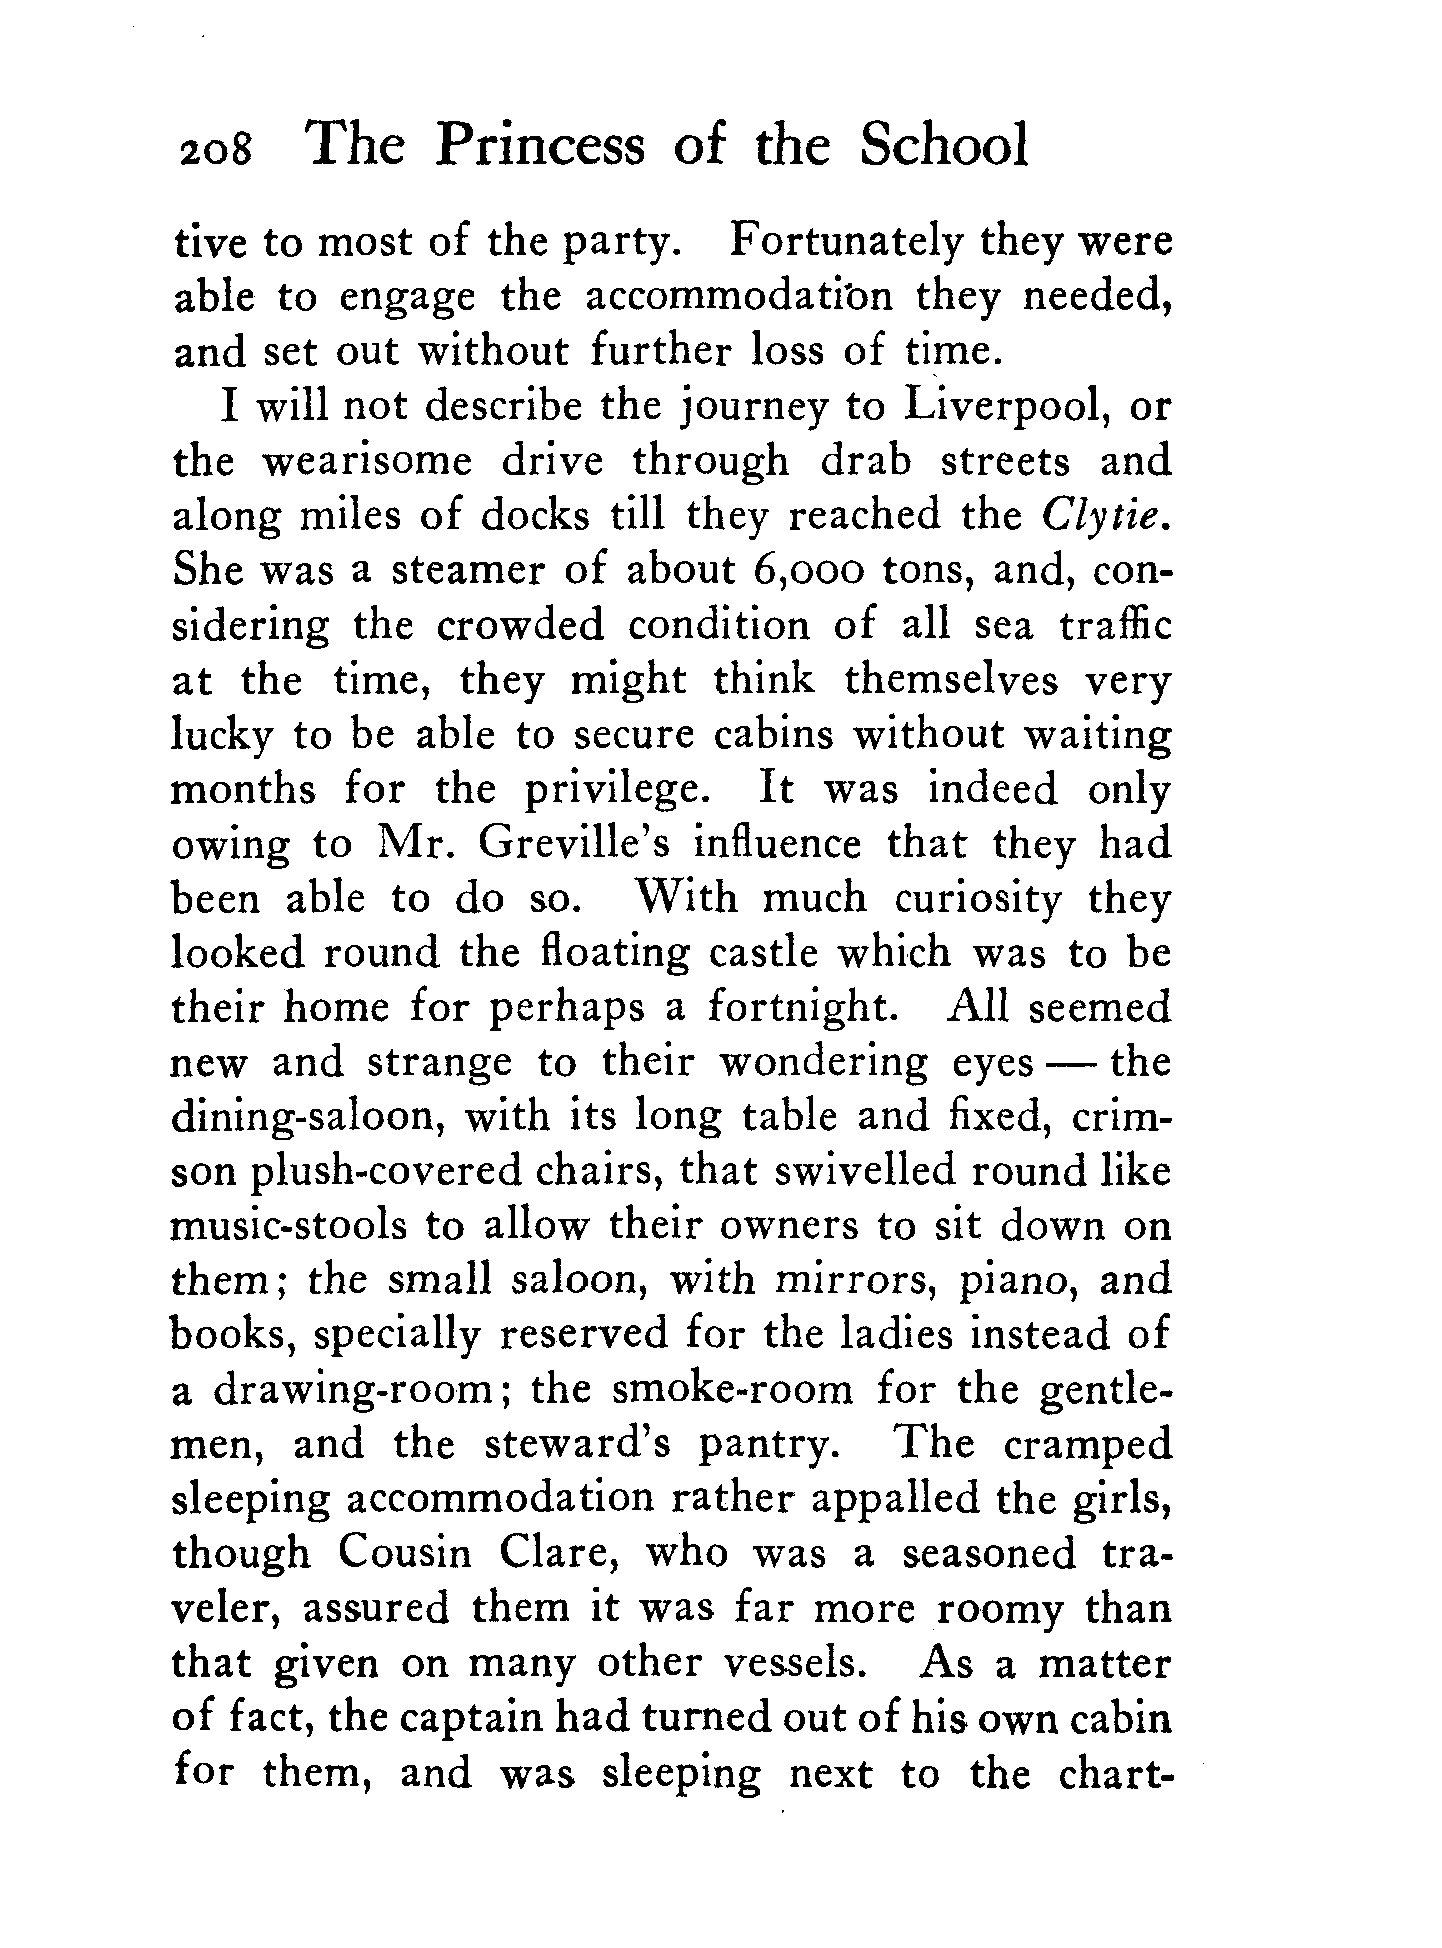 208 The Princess of the School
tive to most of the party. Fortunately they were
able to engage the accommodation they needed,
and set out without further loss of time.
I will not describe the journey to Liverpool, or
the wearisome drive through drab streets and
along miles of docks till they reached the Clytie.
She was a steamer of about 6,000 tons, and, con-
sidering the crowded condition of all sea traffic
at the time, they might think themselves very
lucky to be able to secure cabins without waiting
months for the privilege. It was indeed only
owing to Mr. Greville's influence that they had
been able to do so. With much curiosity they
looked round the floating castle which was to be
their home for perhaps a fortnight. All seemed
new and strange to their wondering eyes — the
dining-saloon, with its long table and fixed, crim-
son plush-covered chairs, that swivelled round like
music-stools to allow their owners to sit down on
them; the small saloon, with mirrors, piano, and
books, specially reserved for the ladies instead of
a drawing-room; the smoke-room for the gentle-
men, and the steward's pantry. The cramped
sleeping accommodation rather appalled the girls,
though Cousin Clare, who was a seasoned tra-
veler, assured them it was far more roomy than
that given on many other vessels. As a matter
of fact, the captain had turned out of his own cabin
for them, and was sleeping next to the chart-